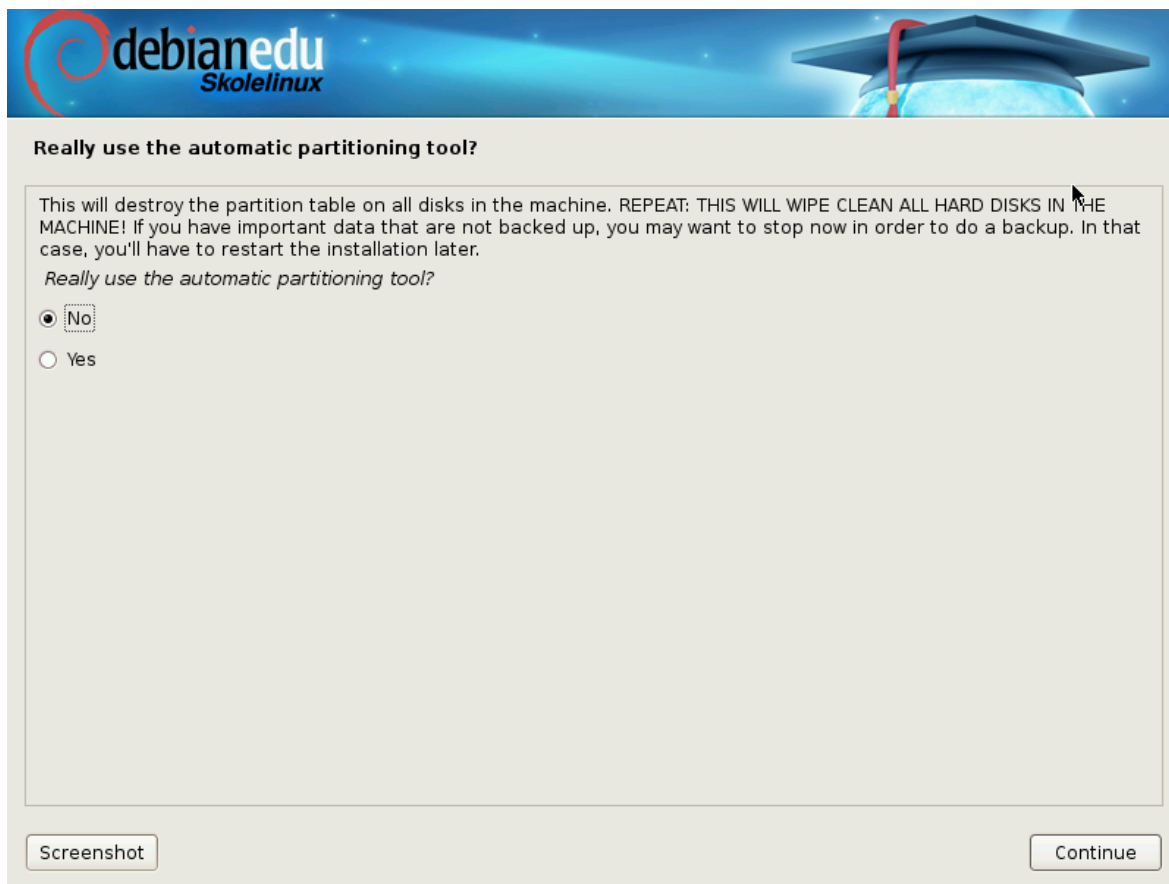 debianedu
Skolelinux
Really use the automatic partitioning tool?
This will destroy the partition table on all disks in the machine. REPEAT: THIS WILL WIPE CLEAN ALL HARD DISKS IN THE
MACHINE! If you have important data that are not backed up, you may want to stop now in order to do a backup. In that
case, you'll have to restart the installation later.
Really use the automatic partitioning tool?
No
Yes
Screenshot
Continue